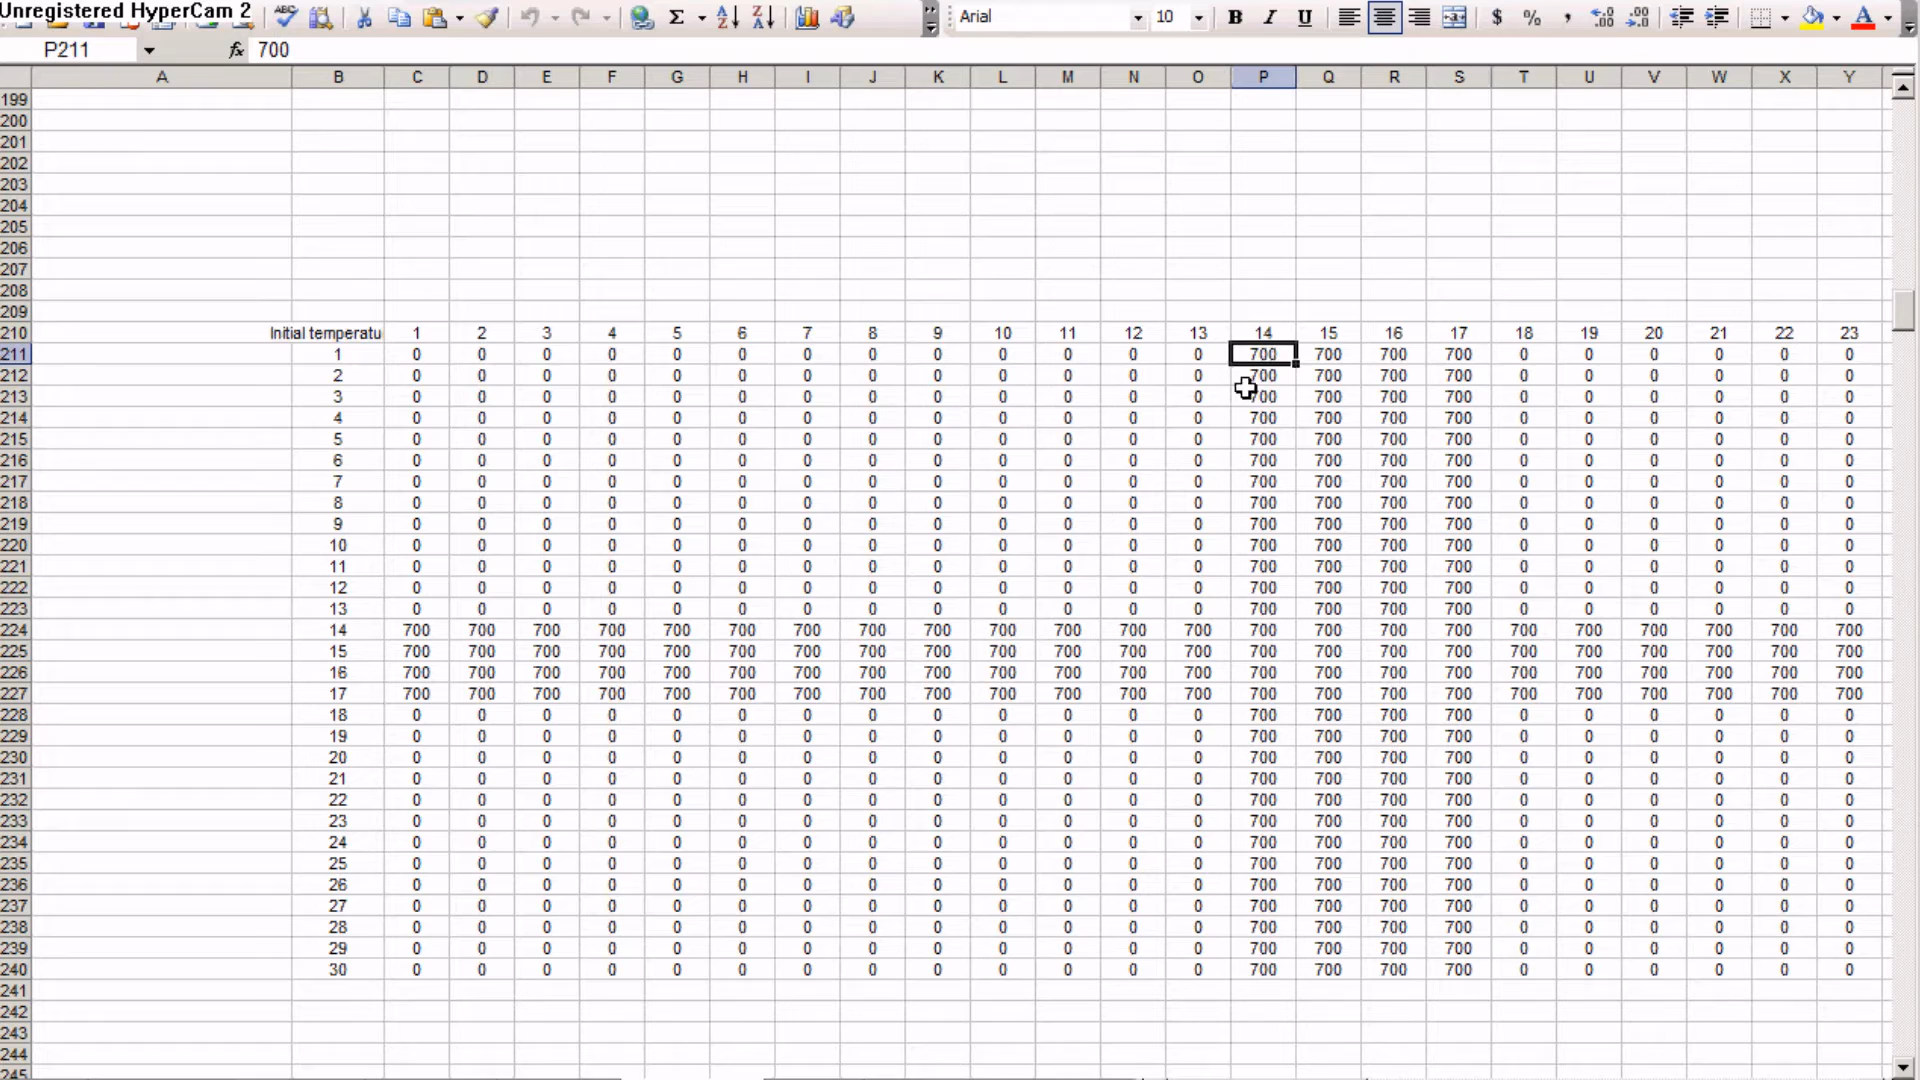 Unregistered HyperCam 2
ABC Σ A Z Z A Arial 10 B I U $ % , A
P211 fx 700
A B C D E F G H I J K L M N O P Q R S T U V W X Y
199
200
201
202
203
204
205
206
207
208
209
210 Initial temperatu 1 2 3 4 5 6 7 8 9 10 11 12 13 14 15 16 17 18 19 20 21 22 23
211 1 0 0 0 0 0 0 0 0 0 0 0 0 0 700 700 700 700 0 0 0 0 0 0
212 2 0 0 0 0 0 0 0 0 0 0 0 0 0 700 700 700 700 0 0 0 0 0 0
213 3 0 0 0 0 0 0 0 0 0 0 0 0 0 700 700 700 700 0 0 0 0 0 0
214 4 0 0 0 0 0 0 0 0 0 0 0 0 0 700 700 700 700 0 0 0 0 0 0
215 5 0 0 0 0 0 0 0 0 0 0 0 0 0 700 700 700 700 0 0 0 0 0 0
216 6 0 0 0 0 0 0 0 0 0 0 0 0 0 700 700 700 700 0 0 0 0 0 0
217 7 0 0 0 0 0 0 0 0 0 0 0 0 0 700 700 700 700 0 0 0 0 0 0
218 8 0 0 0 0 0 0 0 0 0 0 0 0 0 700 700 700 700 0 0 0 0 0 0
219 9 0 0 0 0 0 0 0 0 0 0 0 0 0 700 700 700 700 0 0 0 0 0 0
220 10 0 0 0 0 0 0 0 0 0 0 0 0 0 700 700 700 700 0 0 0 0 0 0
221 11 0 0 0 0 0 0 0 0 0 0 0 0 0 700 700 700 700 0 0 0 0 0 0
222 12 0 0 0 0 0 0 0 0 0 0 0 0 0 700 700 700 700 0 0 0 0 0 0
223 13 0 0 0 0 0 0 0 0 0 0 0 0 0 700 700 700 700 0 0 0 0 0 0
224 14 700 700 700 700 700 700 700 700 700 700 700 700 700 700 700 700 700 700 700 700 700 700 700
225 15 700 700 700 700 700 700 700 700 700 700 700 700 700 700 700 700 700 700 700 700 700 700 700
226 16 700 700 700 700 700 700 700 700 700 700 700 700 700 700 700 700 700 700 700 700 700 700 700
227 17 700 700 700 700 700 700 700 700 700 700 700 700 700 700 700 700 700 700 700 700 700 700 700
228 18 0 0 0 0 0 0 0 0 0 0 0 0 0 700 700 700 700 0 0 0 0 0 0
229 19 0 0 0 0 0 0 0 0 0 0 0 0 0 700 700 700 700 0 0 0 0 0 0
230 20 0 0 0 0 0 0 0 0 0 0 0 0 0 700 700 700 700 0 0 0 0 0 0
231 21 0 0 0 0 0 0 0 0 0 0 0 0 0 700 700 700 700 0 0 0 0 0 0
232 22 0 0 0 0 0 0 0 0 0 0 0 0 0 700 700 700 700 0 0 0 0 0 0
233 23 0 0 0 0 0 0 0 0 0 0 0 0 0 700 700 700 700 0 0 0 0 0 0
234 24 0 0 0 0 0 0 0 0 0 0 0 0 0 700 700 700 700 0 0 0 0 0 0
235 25 0 0 0 0 0 0 0 0 0 0 0 0 0 700 700 700 700 0 0 0 0 0 0
236 26 0 0 0 0 0 0 0 0 0 0 0 0 0 700 700 700 700 0 0 0 0 0 0
237 27 0 0 0 0 0 0 0 0 0 0 0 0 0 700 700 700 700 0 0 0 0 0 0
238 28 0 0 0 0 0 0 0 0 0 0 0 0 0 700 700 700 700 0 0 0 0 0 0
239 29 0 0 0 0 0 0 0 0 0 0 0 0 0 700 700 700 700 0 0 0 0 0 0
240 30 0 0 0 0 0 0 0 0 0 0 0 0 0 700 700 700 700 0 0 0 0 0 0
241
242
243
244
245